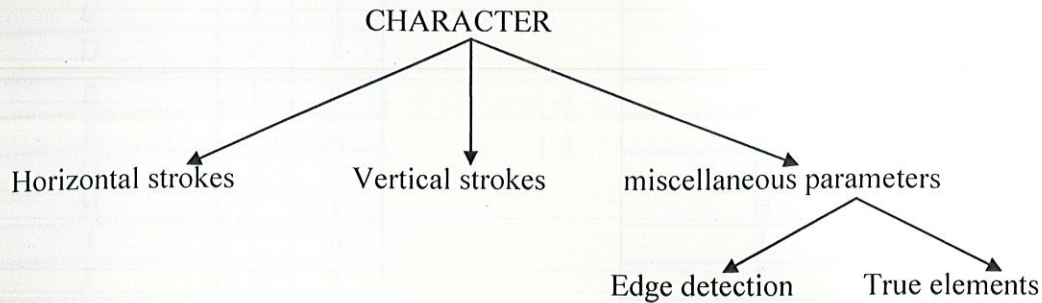 CHARACTER
Horizontal strokes Vertical strokes miscellaneous parameters
Edge detection True elements